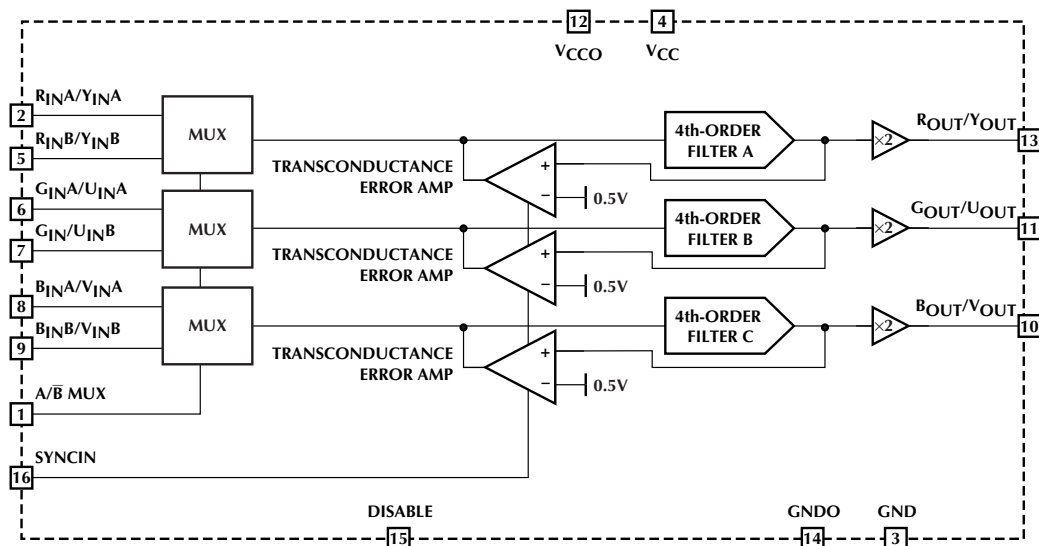 12 4
VCCO VCC
RINA/YINA
2
MUX
4th-ORDER
FILTER A
×2
ROUT/YOUT
13
RINB/YINB
5
TRANSCONDUCTANCE
ERROR AMP
+
−
0.5V
GINA/UINA
6
MUX
4th-ORDER
FILTER B
×2
GOUT/UOUT
11
GIN/UINB
7
TRANSCONDUCTANCE
ERROR AMP
+
−
0.5V
BINA/VINA
8
MUX
4th-ORDER
FILTER C
×2
BOUT/VOUT
10
BINB/VINB
9
TRANSCONDUCTANCE
ERROR AMP
+
−
0.5V
A/B̅ MUX
1
SYNCIN
16
DISABLE GNDO GND
15 14 3